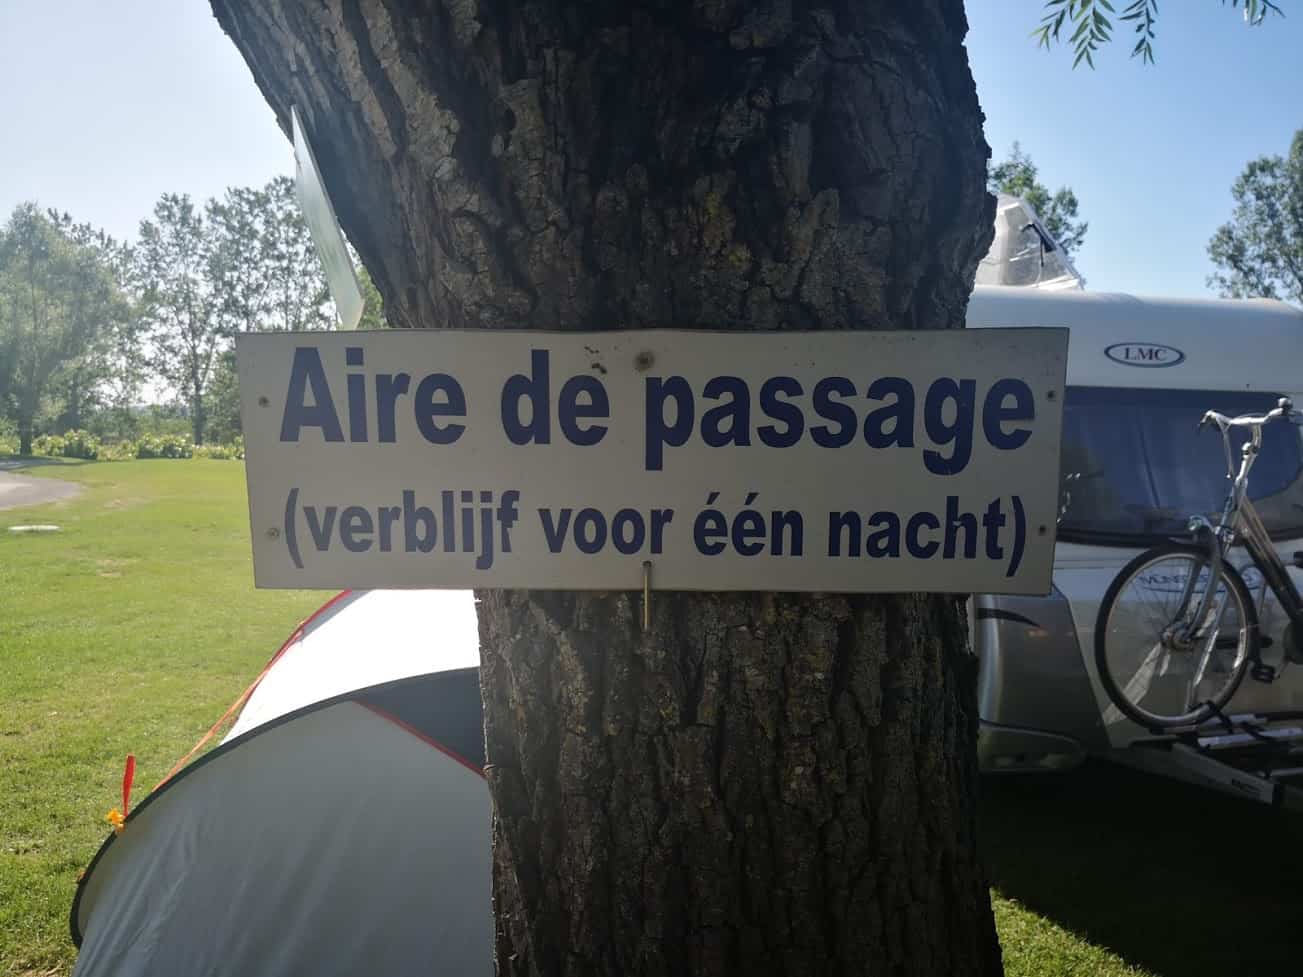 Aire de passage
(verblijf voor één nacht)
LMC